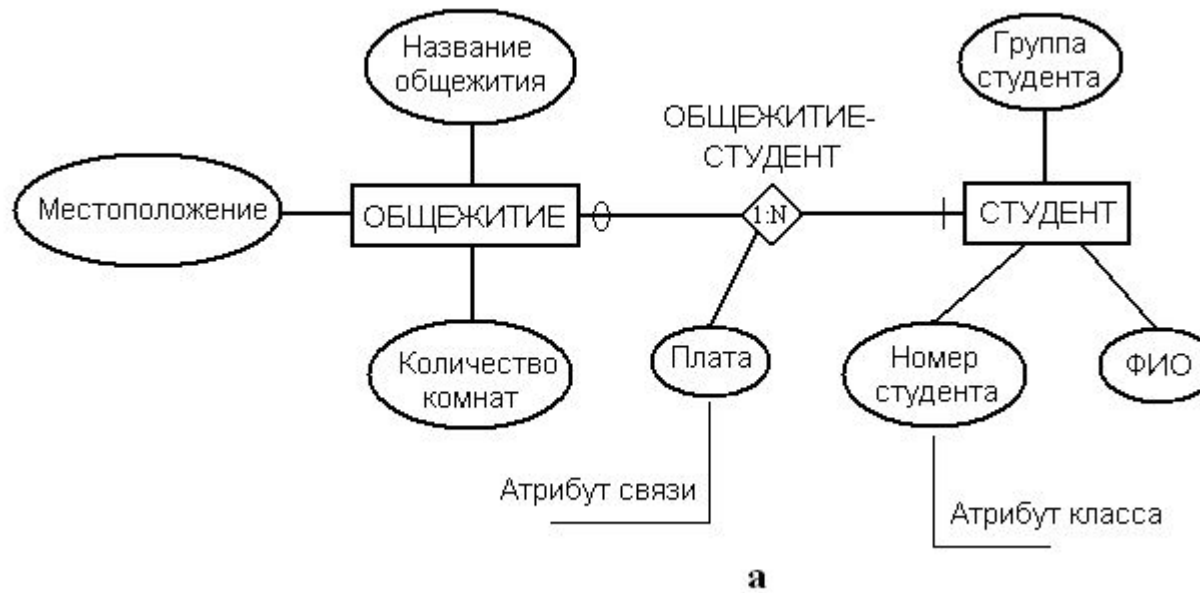 Название
общежития
Группа
студента
ОБЩЕЖИТИЕ-
СТУДЕНТ
Местоположение
ОБЩЕЖИТИЕ
1:N
СТУДЕНТ
Количество
комнат
Плата
Номер
студента
ФИО
Атрибут связи
Атрибут класса
а